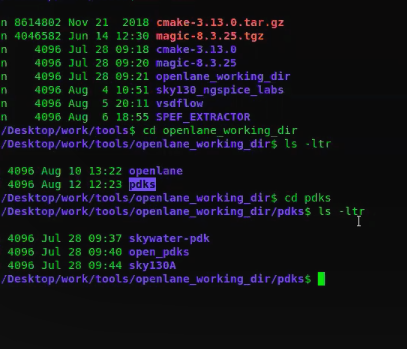 n 8614802 Nov 21  2018 cmake-3.13.0.tar.gz
n 4046582 Jun 14 12:30 magic-8.3.25.tgz
n    4096 Jul 28 09:18 cmake-3.13.0
n    4096 Jul 28 09:20 magic-8.3.25
n    4096 Jul 28 09:21 openlane_working_dir
n    4096 Aug  4 10:51 sky130_ngspice_labs
n    4096 Aug  5 20:11 vsdflow
n    4096 Aug  6 18:55 SPEF_EXTRACTOR
/Desktop/work/tools$ cd openlane_working_dir
/Desktop/work/tools/openlane_working_dir$ ls -ltr
4096 Aug 10 13:22 openlane
4096 Aug 12 12:23 pdks
/Desktop/work/tools/openlane_working_dir$ cd pdks
/Desktop/work/tools/openlane_working_dir/pdks$ ls -ltr
4096 Jul 28 09:37 skywater-pdk
4096 Jul 28 09:40 open_pdks
4096 Jul 28 09:44 sky130A
/Desktop/work/tools/openlane_working_dir/pdks$